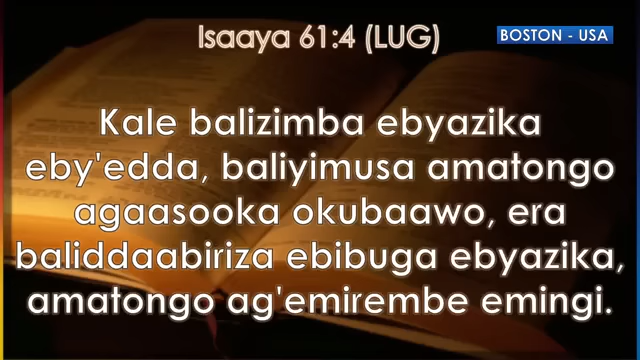 Isaaya 61:4 (LUG)
BOSTON - USA
Kale balizimba ebyazika
eby'edda, baliyimusa amatongo
agaasooka okubaawo, era
baliddaabiriza ebibuga ebyazika,
amatongo ag'emirembe emingi.